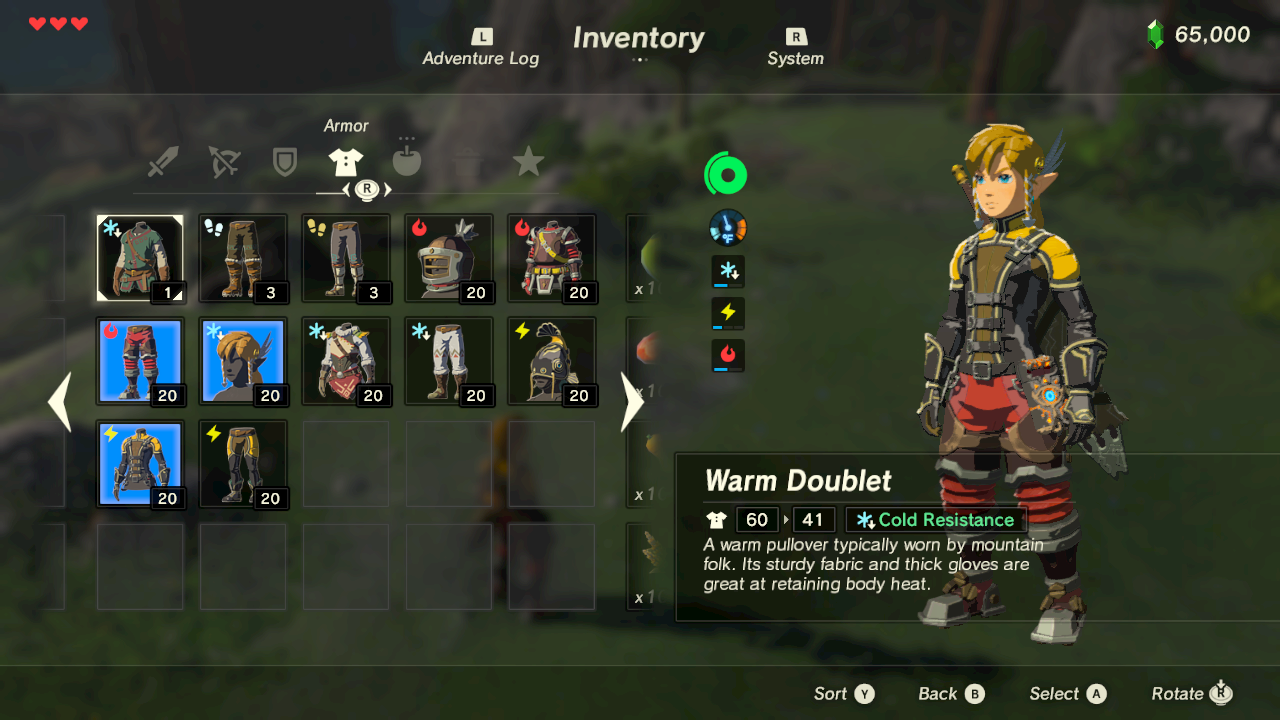 L
Inventory
R
65,000
Adventure Log
System
Armor
R
1
3
3
20
20
x 1
°F
20
20
20
20
20
20
20
Warm Doublet
60 41 Cold Resistance
A warm pullover typically worn by mountain
folk. Its sturdy fabric and thick gloves are
great at retaining body heat.
x 1
x 1
Sort Y
Back B
Select A
Rotate R